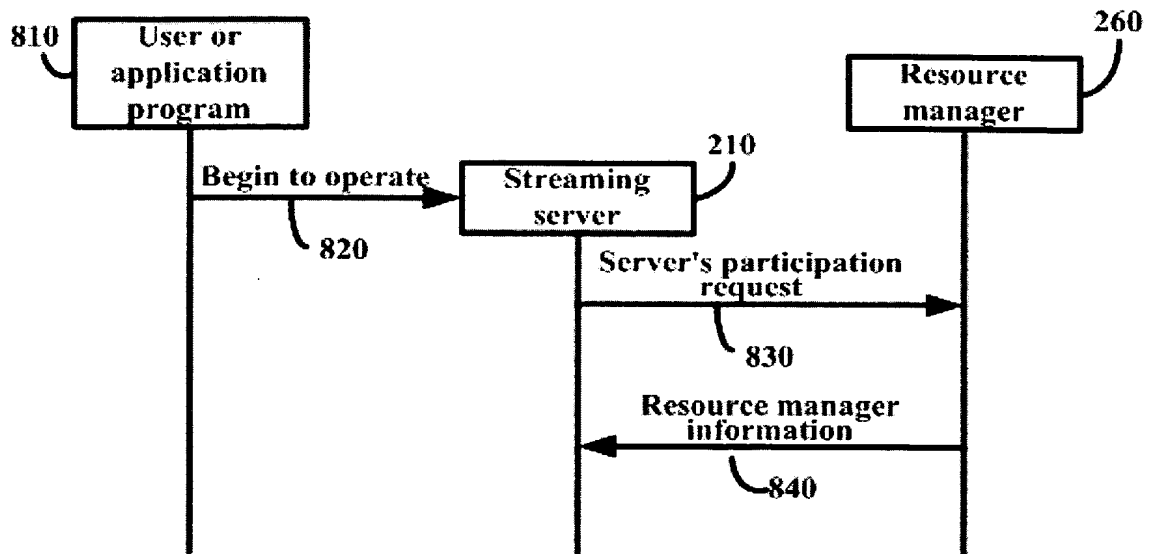 810
User or
application
program
260
Resource
manager
210
Begin to operate
Streaming
server
820
Server's participation
request
830
Resource manager
information
840